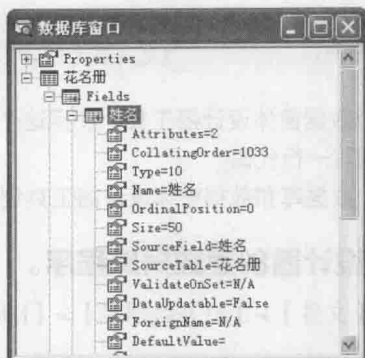 数据库窗口
Properties
花名册
Fields
姓名
Attributes=2
CollatingOrder=1033
Type=10
Name=姓名
OrdinalPosition=0
Size=50
SourceField=姓名
SourceTable=花名册
ValidateOnSet=N/A
DataUpdatable=False
ForeignName=N/A
DefaultValue=